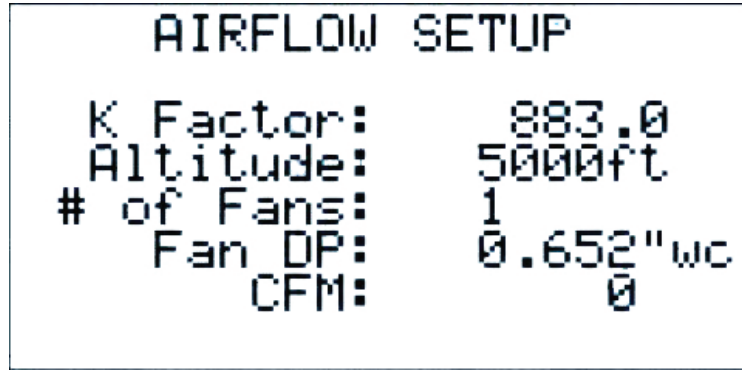 AIRFLOW SETUP
K Factor: 883.0
Altitude: 5000ft
# of Fans: 1
Fan DP: 0.652"wc
CFM: 0